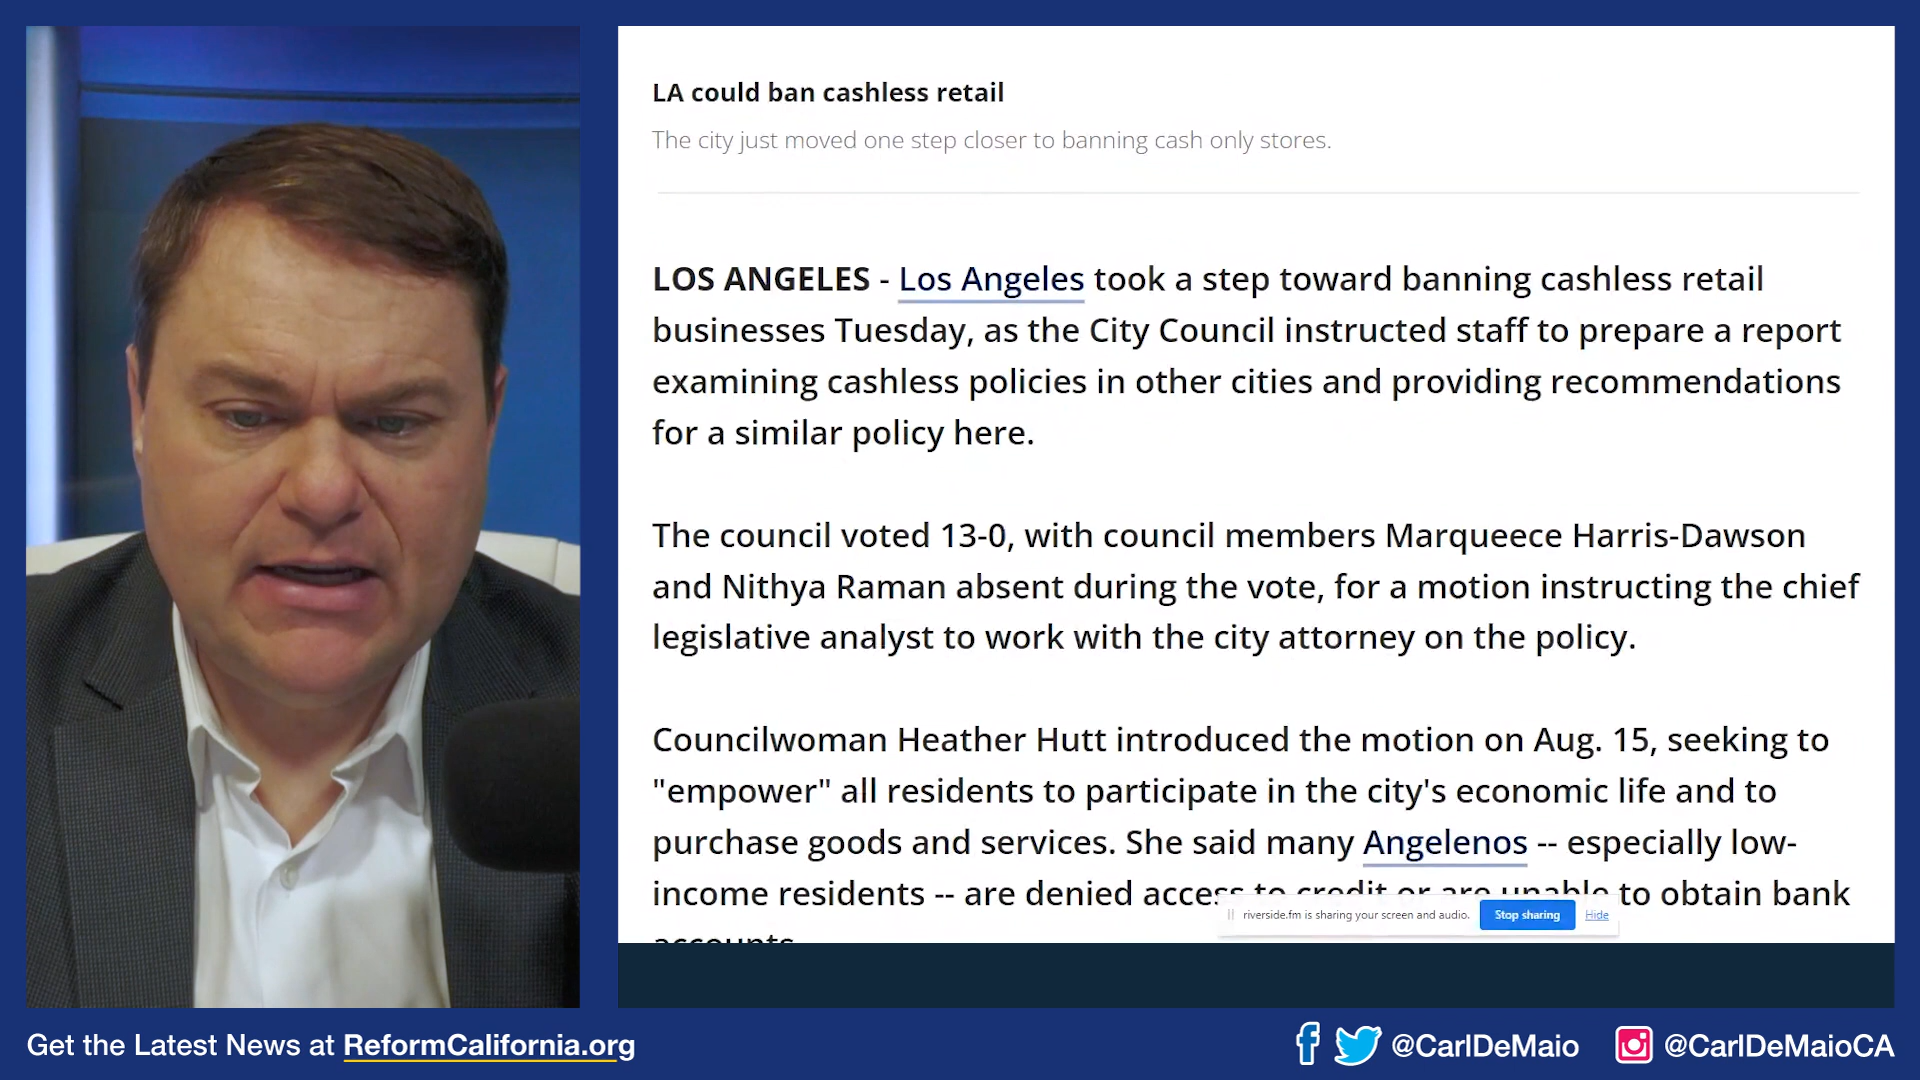 LA could ban cashless retail
The city just moved one step closer to banning cash only stores.
LOS ANGELES - Los Angeles took a step toward banning cashless retail
businesses Tuesday, as the City Council instructed staff to prepare a report
examining cashless policies in other cities and providing recommendations
for a similar policy here.
The council voted 13-0, with council members Marqueece Harris-Dawson
and Nithya Raman absent during the vote, for a motion instructing the chief
legislative analyst to work with the city attorney on the policy.
Councilwoman Heather Hutt introduced the motion on Aug. 15, seeking to
"empower" all residents to participate in the city's economic life and to
purchase goods and services. She said many Angelenos -- especially low-
income residents -- are denied access to credit or are unable to obtain bank
accounts
riverside.fm is sharing your screen and audio. Stop sharing Hide
Get the Latest News at ReformCalifornia.org
@CarlDeMaio @CarlDeMaioCA